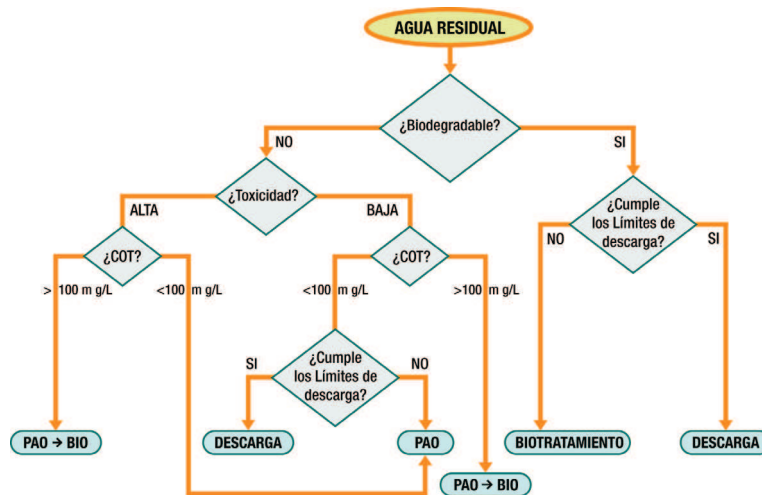 AGUA RESIDUAL
¿Biodegradable?
NO
SI
¿Toxicidad?
ALTA
BAJA
¿Cumple
los Límites de
descarga?
NO
SI
¿COT?
¿COT?
> 100 m g/L
<100 m g/L
<100 m g/L
>100 m g/L
¿Cumple
los Límites de
descarga?
SI
NO
PAO → BIO
DESCARGA
PAO
BIOTRATAMIENTO
DESCARGA
PAO → BIO